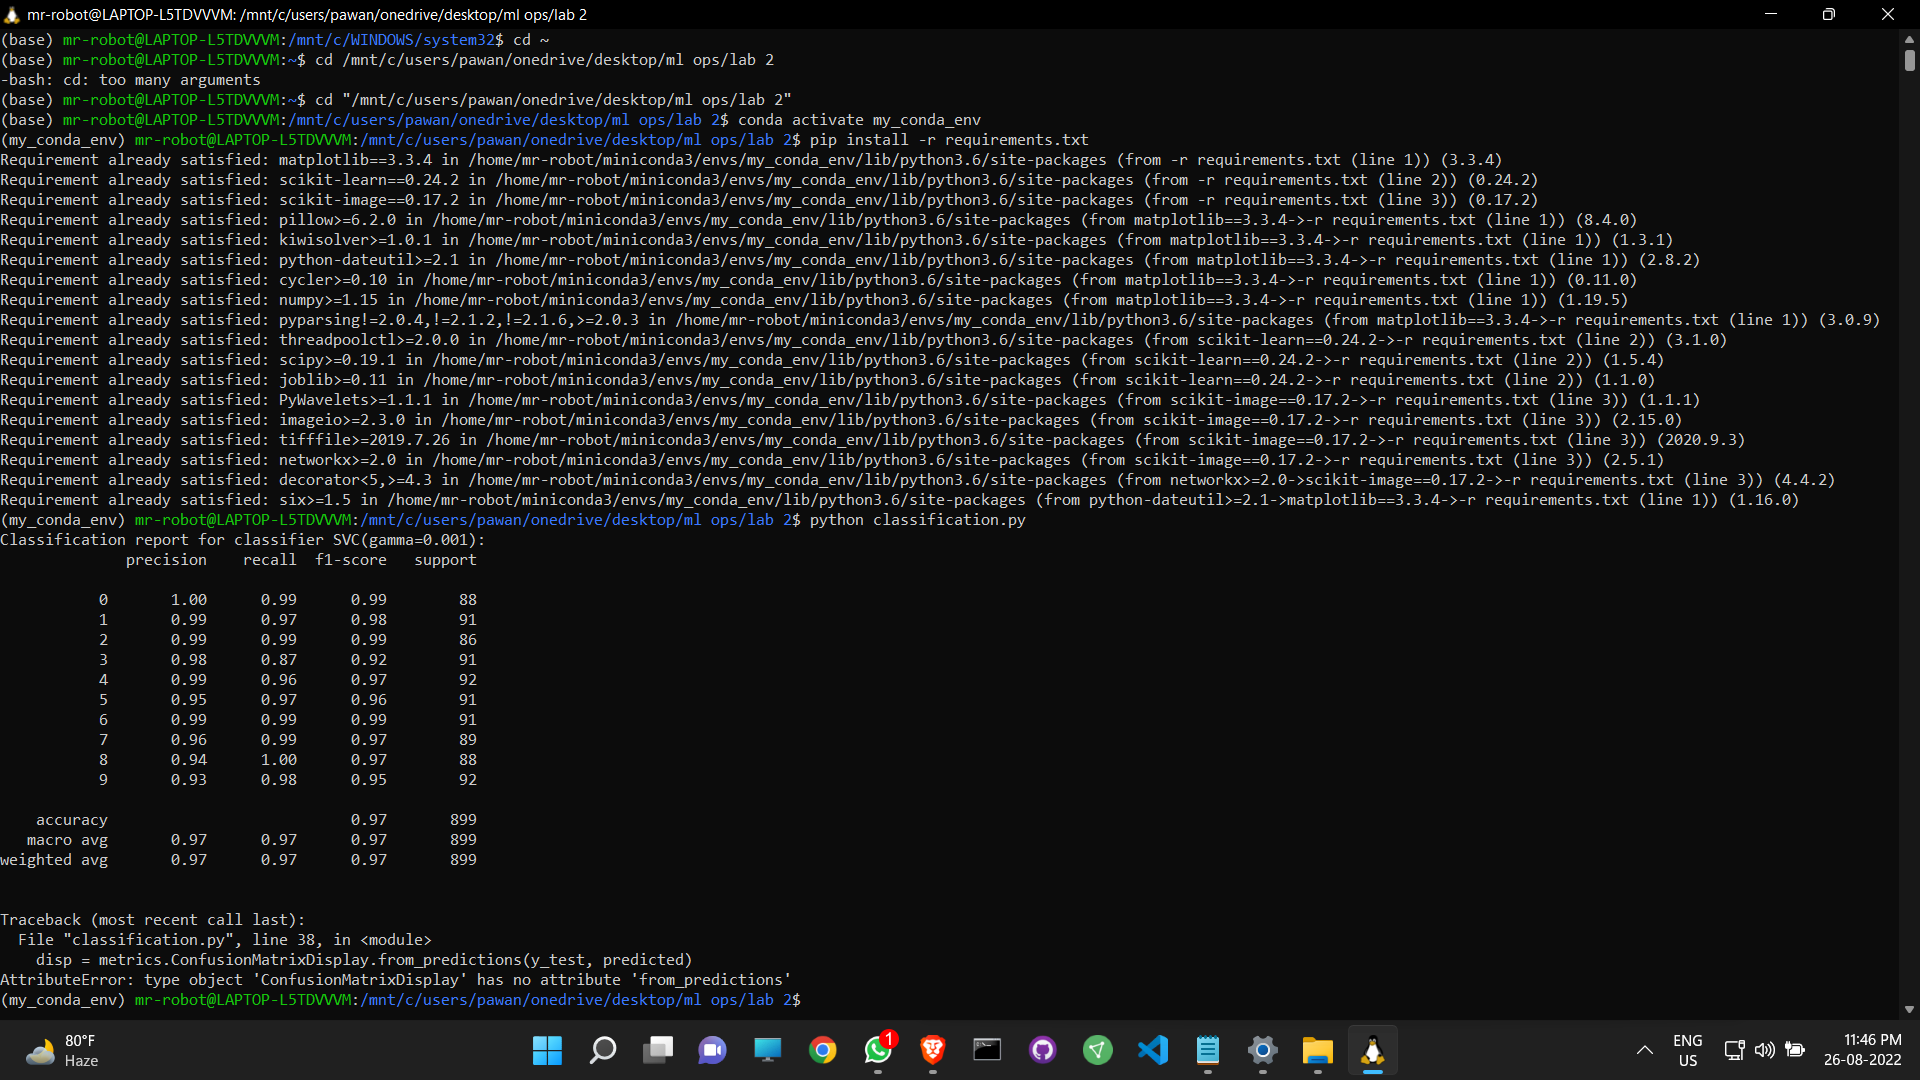 mr-robot@LAPTOP-L5TDVVVM: /mnt/c/users/pawan/onedrive/desktop/ml ops/lab 2
(base) mr-robot@LAPTOP-L5TDVVVM:/mnt/c/WINDOWS/system32$ cd ~
(base) mr-robot@LAPTOP-L5TDVVVM:~$ cd /mnt/c/users/pawan/onedrive/desktop/ml ops/lab 2
-bash: cd: too many arguments
(base) mr-robot@LAPTOP-L5TDVVVM:~$ cd "/mnt/c/users/pawan/onedrive/desktop/ml ops/lab 2"
(base) mr-robot@LAPTOP-L5TDVVVM:/mnt/c/users/pawan/onedrive/desktop/ml ops/lab 2$ conda activate my_conda_env
(my_conda_env) mr-robot@LAPTOP-L5TDVVVM:/mnt/c/users/pawan/onedrive/desktop/ml ops/lab 2$ pip install -r requirements.txt
Requirement already satisfied: matplotlib==3.3.4 in /home/mr-robot/miniconda3/envs/my_conda_env/lib/python3.6/site-packages (from -r requirements.txt (line 1)) (3.3.4)
Requirement already satisfied: scikit-learn==0.24.2 in /home/mr-robot/miniconda3/envs/my_conda_env/lib/python3.6/site-packages (from -r requirements.txt (line 2)) (0.24.2)
Requirement already satisfied: scikit-image==0.17.2 in /home/mr-robot/miniconda3/envs/my_conda_env/lib/python3.6/site-packages (from -r requirements.txt (line 3)) (0.17.2)
Requirement already satisfied: pillow>=6.2.0 in /home/mr-robot/miniconda3/envs/my_conda_env/lib/python3.6/site-packages (from matplotlib==3.3.4->-r requirements.txt (line 1)) (8.4.0)
Requirement already satisfied: kiwisolver>=1.0.1 in /home/mr-robot/miniconda3/envs/my_conda_env/lib/python3.6/site-packages (from matplotlib==3.3.4->-r requirements.txt (line 1)) (1.3.1)
Requirement already satisfied: python-dateutil>=2.1 in /home/mr-robot/miniconda3/envs/my_conda_env/lib/python3.6/site-packages (from matplotlib==3.3.4->-r requirements.txt (line 1)) (2.8.2)
Requirement already satisfied: cycler>=0.10 in /home/mr-robot/miniconda3/envs/my_conda_env/lib/python3.6/site-packages (from matplotlib==3.3.4->-r requirements.txt (line 1)) (0.11.0)
Requirement already satisfied: numpy>=1.15 in /home/mr-robot/miniconda3/envs/my_conda_env/lib/python3.6/site-packages (from matplotlib==3.3.4->-r requirements.txt (line 1)) (1.19.5)
Requirement already satisfied: pyparsing!=2.0.4,!=2.1.2,!=2.1.6,>=2.0.3 in /home/mr-robot/miniconda3/envs/my_conda_env/lib/python3.6/site-packages (from matplotlib==3.3.4->-r requirements.txt (line 1)) (3.0.9)
Requirement already satisfied: threadpoolctl>=2.0.0 in /home/mr-robot/miniconda3/envs/my_conda_env/lib/python3.6/site-packages (from scikit-learn==0.24.2->-r requirements.txt (line 2)) (3.1.0)
Requirement already satisfied: scipy>=0.19.1 in /home/mr-robot/miniconda3/envs/my_conda_env/lib/python3.6/site-packages (from scikit-learn==0.24.2->-r requirements.txt (line 2)) (1.5.4)
Requirement already satisfied: joblib>=0.11 in /home/mr-robot/miniconda3/envs/my_conda_env/lib/python3.6/site-packages (from scikit-learn==0.24.2->-r requirements.txt (line 2)) (1.1.0)
Requirement already satisfied: PyWavelets>=1.1.1 in /home/mr-robot/miniconda3/envs/my_conda_env/lib/python3.6/site-packages (from scikit-image==0.17.2->-r requirements.txt (line 3)) (1.1.1)
Requirement already satisfied: imageio>=2.3.0 in /home/mr-robot/miniconda3/envs/my_conda_env/lib/python3.6/site-packages (from scikit-image==0.17.2->-r requirements.txt (line 3)) (2.15.0)
Requirement already satisfied: tifffile>=2019.7.26 in /home/mr-robot/miniconda3/envs/my_conda_env/lib/python3.6/site-packages (from scikit-image==0.17.2->-r requirements.txt (line 3)) (2020.9.3)
Requirement already satisfied: networkx>=2.0 in /home/mr-robot/miniconda3/envs/my_conda_env/lib/python3.6/site-packages (from scikit-image==0.17.2->-r requirements.txt (line 3)) (2.5.1)
Requirement already satisfied: decorator<5,>=4.3 in /home/mr-robot/miniconda3/envs/my_conda_env/lib/python3.6/site-packages (from networkx>=2.0->scikit-image==0.17.2->-r requirements.txt (line 3)) (4.4.2)
Requirement already satisfied: six>=1.5 in /home/mr-robot/miniconda3/envs/my_conda_env/lib/python3.6/site-packages (from python-dateutil>=2.1->matplotlib==3.3.4->-r requirements.txt (line 1)) (1.16.0)
(my_conda_env) mr-robot@LAPTOP-L5TDVVVM:/mnt/c/users/pawan/onedrive/desktop/ml ops/lab 2$ python classification.py
Classification report for classifier SVC(gamma=0.001):
precision recall f1-score support
0 1.00 0.99 0.99 88
1 0.99 0.97 0.98 91
2 0.99 0.99 0.99 86
3 0.98 0.87 0.92 91
4 0.99 0.96 0.97 92
5 0.95 0.97 0.96 91
6 0.99 0.99 0.99 91
7 0.96 0.99 0.97 89
8 0.94 1.00 0.97 88
9 0.93 0.98 0.95 92
accuracy 0.97 899
macro avg 0.97 0.97 0.97 899
weighted avg 0.97 0.97 0.97 899
Traceback (most recent call last):
File "classification.py", line 38, in <module>
disp = metrics.ConfusionMatrixDisplay.from_predictions(y_test, predicted)
AttributeError: type object 'ConfusionMatrixDisplay' has no attribute 'from_predictions'
(my_conda_env) mr-robot@LAPTOP-L5TDVVVM:/mnt/c/users/pawan/onedrive/desktop/ml ops/lab 2$
80°F
Haze
1
ENG
US
11:46 PM
26-08-2022